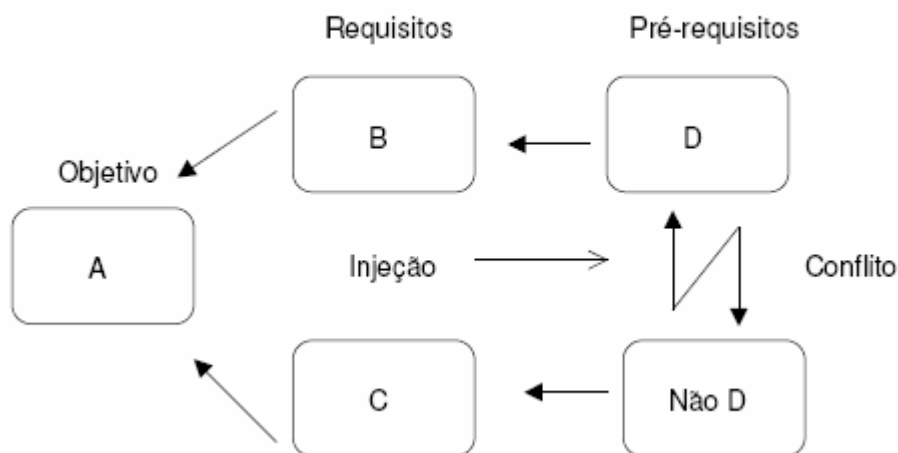 Requisitos
Pré-requisitos
B
D
Objetivo
A
Injeção
Conflito
C
Não D